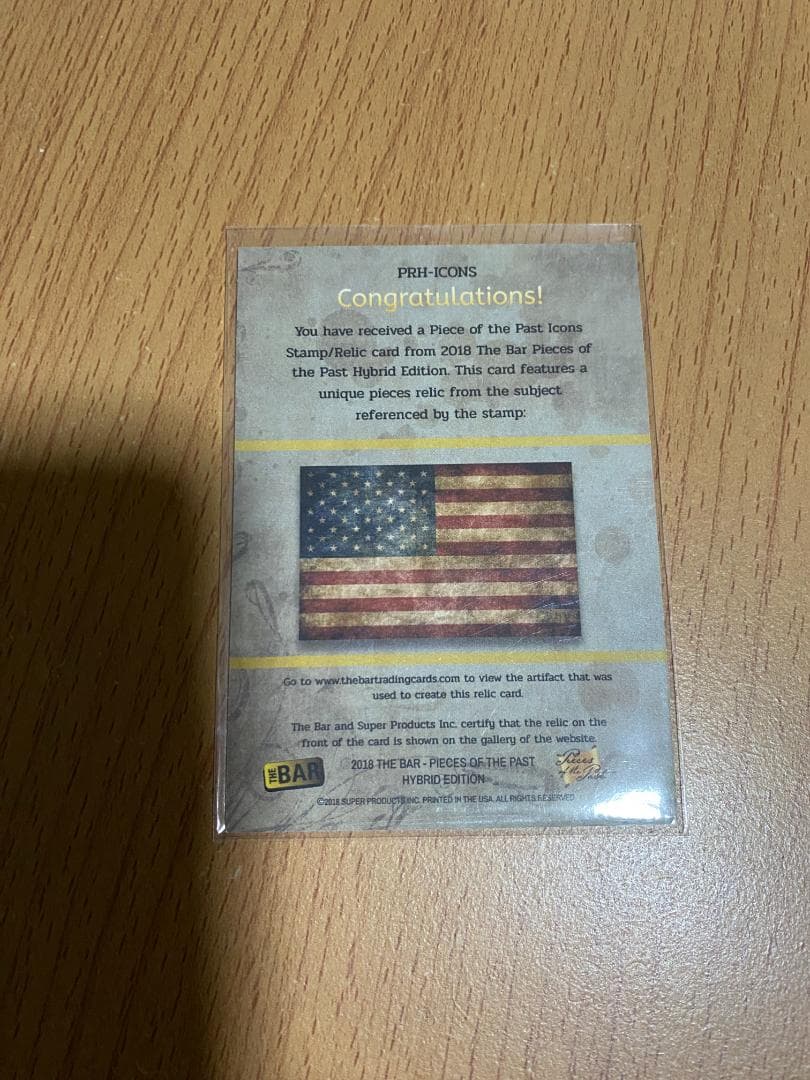 PRH-ICONS
Congratulations!
You have received a Piece of the Past Icons
Stamp/Relic card from 2018 The Bar Pieces of
the Past Hybrid Edition. This card features a
unique pieces relic from the subject
referenced by the stamp:
Go to www.thebartradingcards.com to view the artifact that was
used to create this relic card.
The Bar and Super Products Inc. certify that the relic on the
front of the card is shown on the gallery of the website.
THE BAR
2018 THE BAR - PIECES OF THE PAST
HYBRID EDITION
Pieces
of the Past
©2018 SUPER PRODUCTS INC. PRINTED IN THE USA. ALL RIGHTS RESERVED